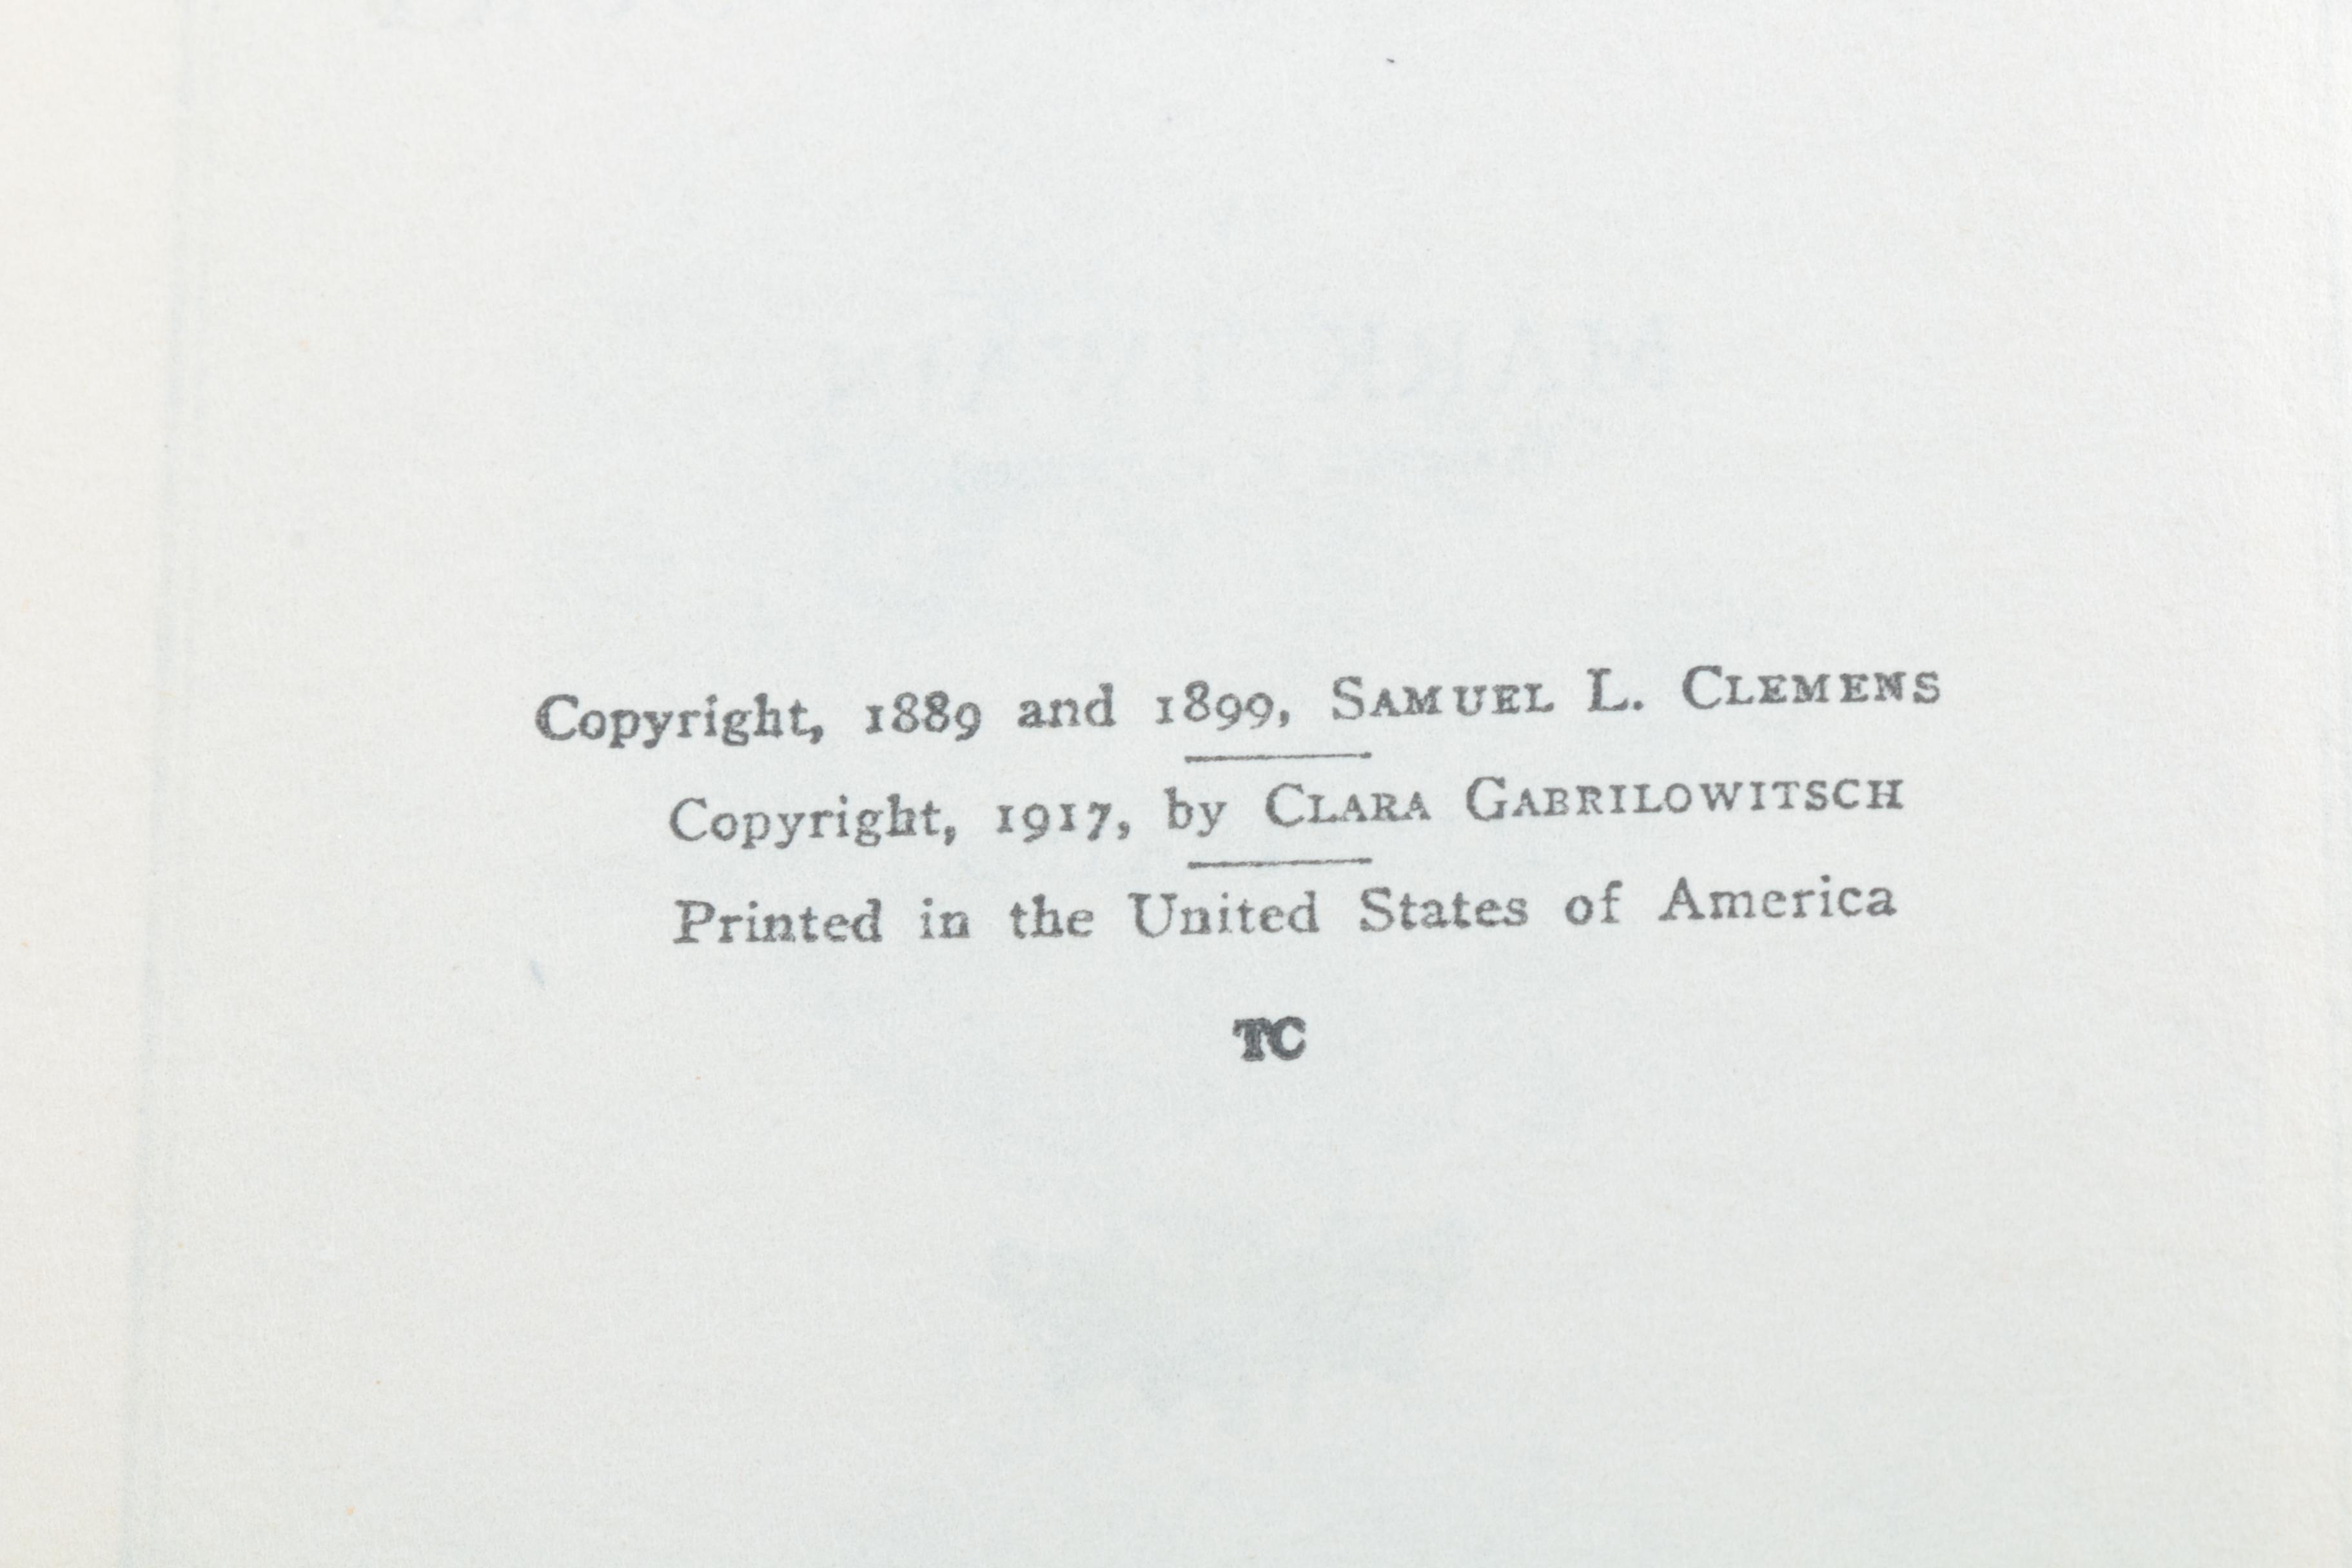 Copyright, 1889 and 1899, SAMUEL L. CLEMENS
Copyright, 1917, by CLARA GABRILOWITSCH
Printed in the United States of America
TC